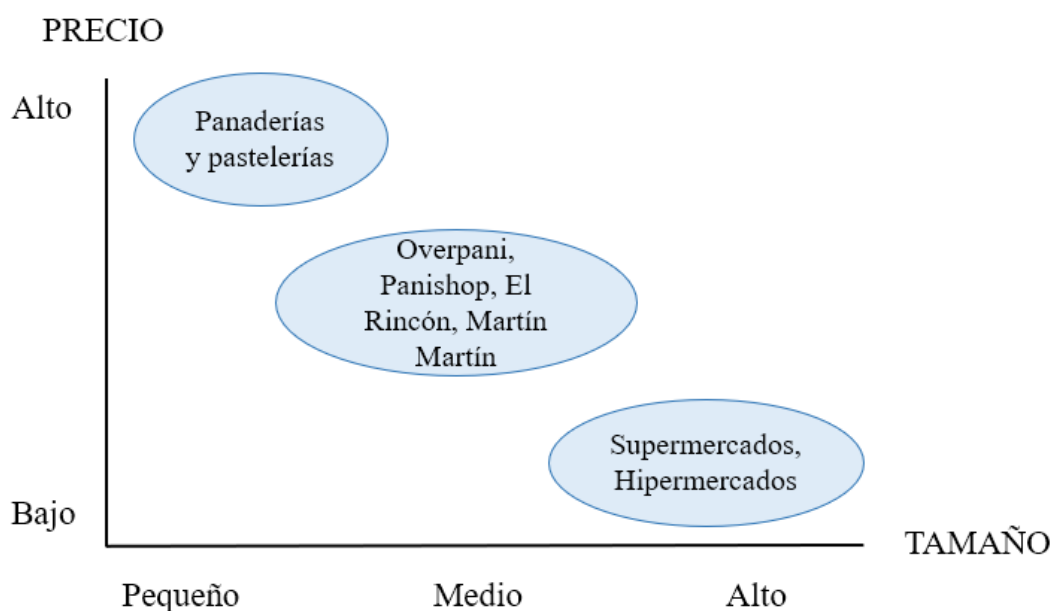 PRECIO
Alto
Panaderías
y pastelerías
Overpani,
Panishop, El
Rincón, Martín
Martín
Supermercados,
Hipermercados
Bajo
TAMAÑO
Pequeño
Medio
Alto